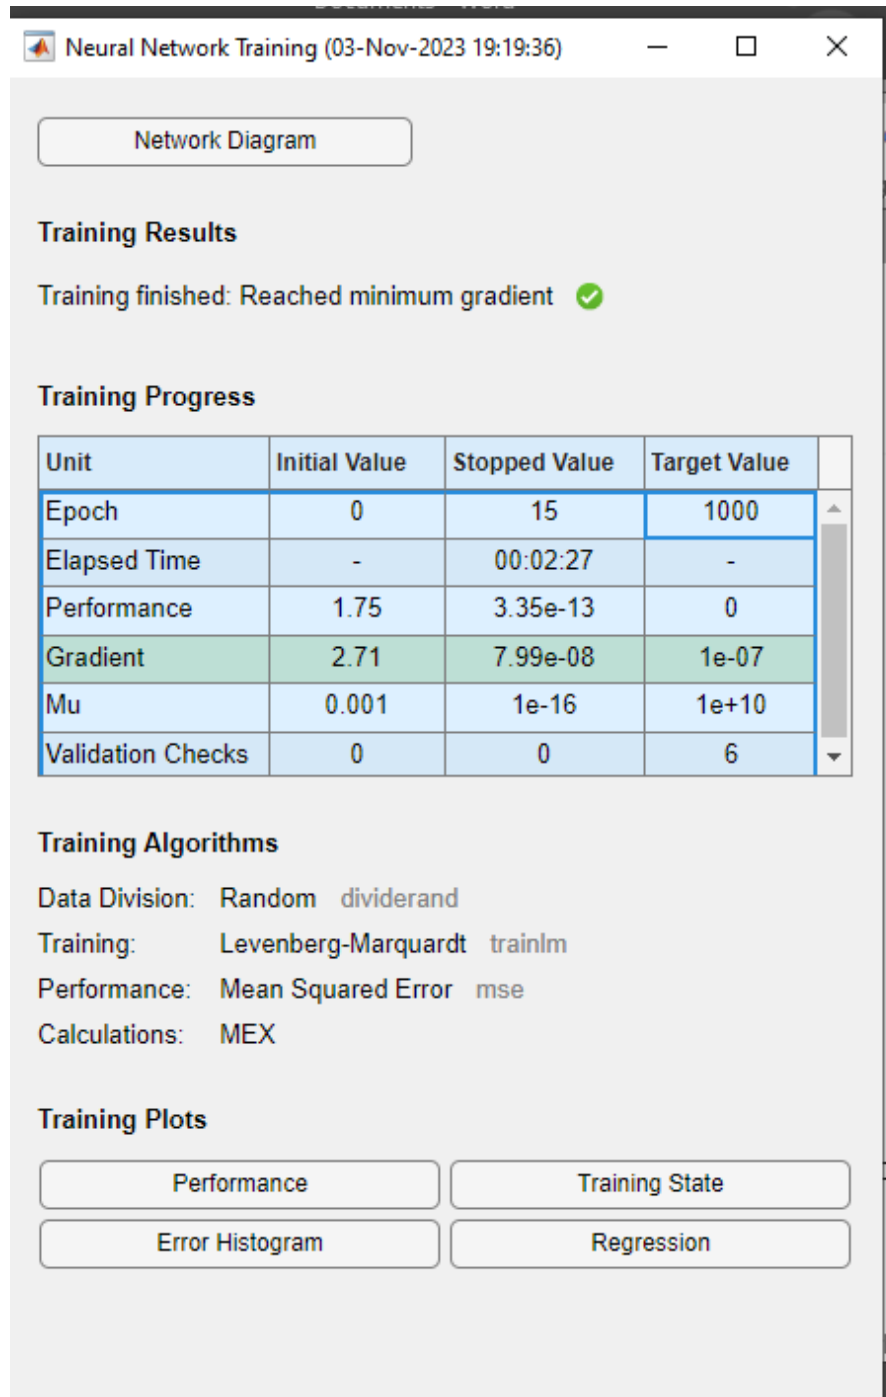 Neural Network Training (03-Nov-2023 19:19:36)
Network Diagram
Training Results
Training finished: Reached minimum gradient
Training Progress
Unit Initial Value Stopped Value Target Value
Epoch 0 15 1000
Elapsed Time - 00:02:27 -
Performance 1.75 3.35e-13 0
Gradient 2.71 7.99e-08 1e-07
Mu 0.001 1e-16 1e+10
Validation Checks 0 0 6
Training Algorithms
Data Division: Random dividerand
Training: Levenberg-Marquardt trainlm
Performance: Mean Squared Error mse
Calculations: MEX
Training Plots
Performance Training State
Error Histogram Regression